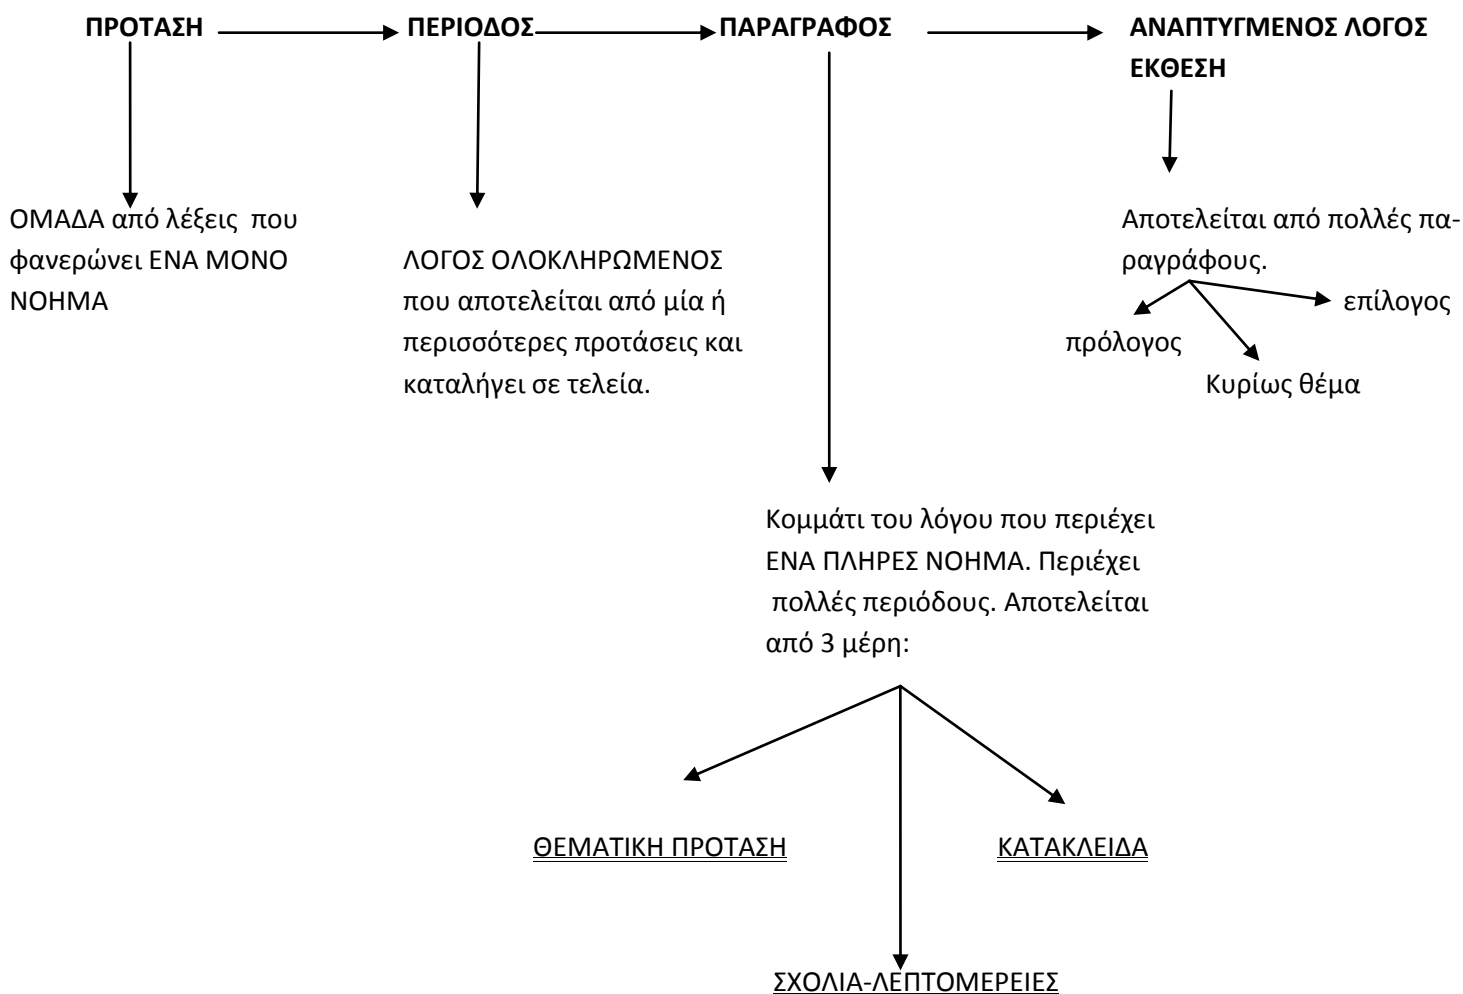 ΠΡΟΤΑΣΗ ΠΕΡΙΟΔΟΣ ΠΑΡΑΓΡΑΦΟΣ ΑΝΑΠΤΥΓΜΕΝΟΣ ΛΟΓΟΣ
ΕΚΘΕΣΗ
ΟΜΑΔΑ από λέξεις που
φανερώνει ΕΝΑ ΜΟΝΟ
ΝΟΗΜΑ
ΛΟΓΟΣ ΟΛΟΚΛΗΡΩΜΕΝΟΣ
που αποτελείται από μία ή
περισσότερες προτάσεις και
καταλήγει σε τελεία.
Αποτελείται από πολλές πα-
ραγράφους.
επίλογος
πρόλογος
Κυρίως θέμα
Κομμάτι του λόγου που περιέχει
ΕΝΑ ΠΛΗΡΕΣ ΝΟΗΜΑ. Περιέχει
πολλές περιόδους. Αποτελείται
από 3 μέρη:
ΘΕΜΑΤΙΚΗ ΠΡΟΤΑΣΗ ΚΑΤΑΚΛΕΙΔΑ
ΣΧΟΛΙΑ-ΛΕΠΤΟΜΕΡΕΙΕΣ